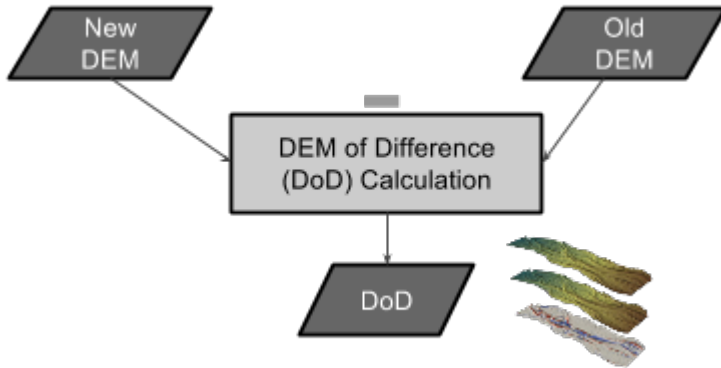 New
DEM
Old
DEM
DEM of Difference
(DoD) Calculation
DoD